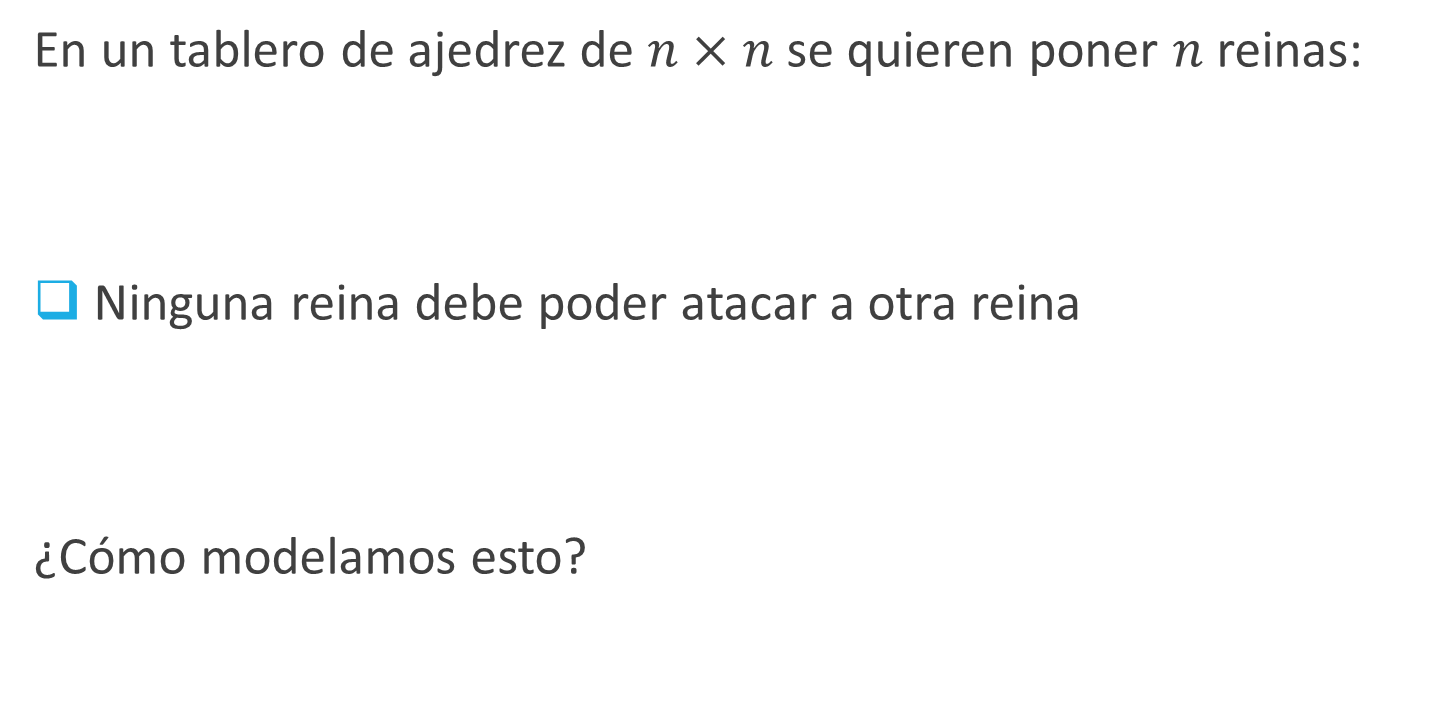 En un tablero de ajedrez de n × n se quieren poner n reinas:
❑ Ninguna reina debe poder atacar a otra reina
¿Cómo modelamos esto?